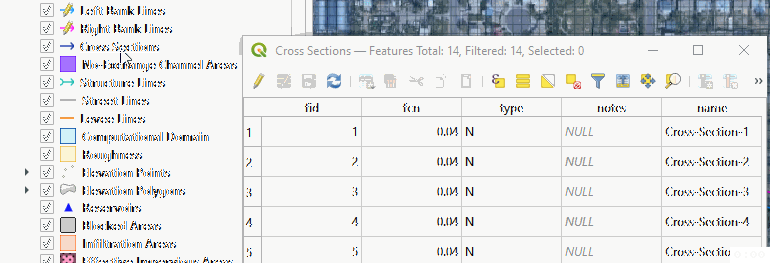 Left Bank Lines
Right Bank Lines
Cross Sections
No-Exchange Channel Areas
Structure Lines
Street Lines
Levee Lines
Computational Domain
Roughness
Elevation Points
Elevation Polygons
Reservoirs
Blocked Areas
Infiltration Areas
Effective Impervious Areas
Cross Sections — Features Total: 14, Filtered: 14, Selected: 0
fid fcn type notes name
1 1 0.04 N NULL Cross-Section-1
2 2 0.04 N NULL Cross-Section-2
3 3 0.04 N NULL Cross-Section-3
4 4 0.04 N NULL Cross-Section-4
5 5 0.04 N NULL